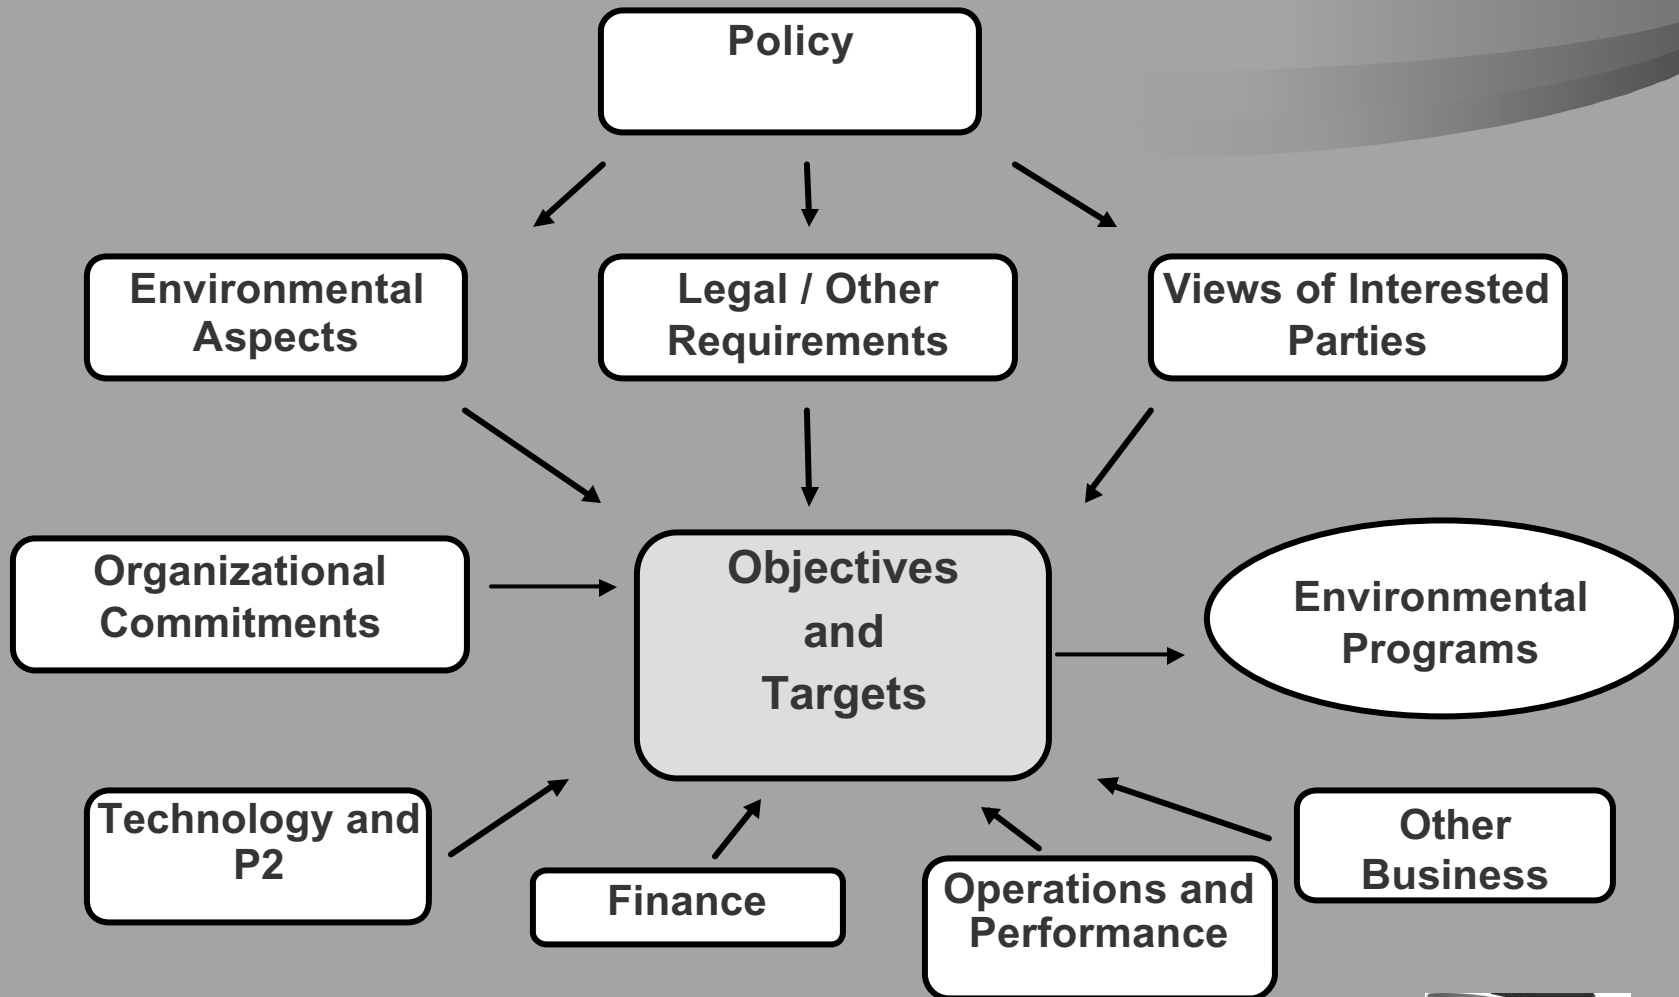 Policy
Environmental
Aspects
Legal / Other
Requirements
Views of Interested
Parties
Organizational
Commitments
Objectives
and
Targets
Environmental
Programs
Technology and
P2
Finance
Operations and
Performance
Other
Business